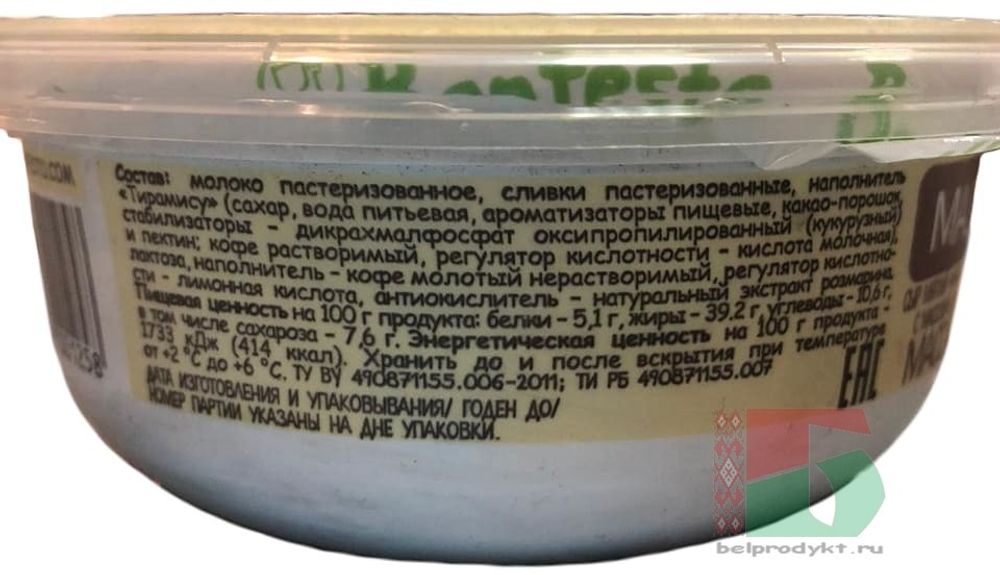 Bonfesto
Состав: молоко пастеризованное, сливки пастеризованные, наполнитель
«Тирамису» (сахар, вода питьевая, ароматизаторы пищевые, какао-порошок,
стабилизаторы – дикрахмалфосфат оксипропилированный (кукурузный)
и пектин; кофе растворимый, регулятор кислотности – кислота молочная),
лактоза, наполнитель – кофе молотый нерастворимый, регулятор кислотно-
сти – лимонная кислота, антиокислитель – натуральный экстракт розмарина.
Пищевая ценность на 100 г продукта: белки – 5,1 г, жиры – 39,2 г, углеводы – 10,6 г,
в том числе сахароза – 7,6 г. Энергетическая ценность на 100 г продукта –
1733 кДж (414 ккал). Хранить до и после вскрытия при температуре
от +2 °С до +6 °С. ТУ BY 490871155.006-2011; ТИ РБ 490871155.007
ДАТА ИЗГОТОВЛЕНИЯ И УПАКОВЫВАНИЯ/ ГОДЕН ДО/
НОМЕР ПАРТИИ УКАЗАНЫ НА ДНЕ УПАКОВКИ.
EAC
belprodykt.ru